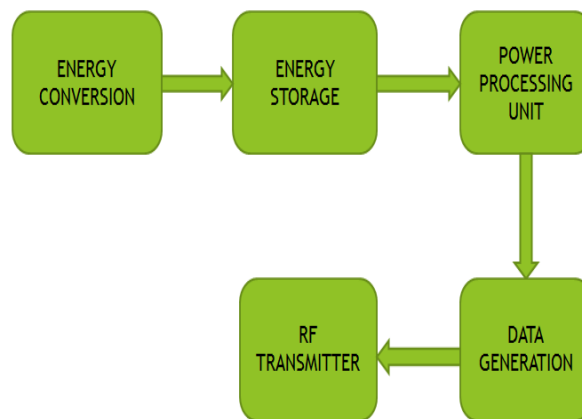 ENERGY
CONVERSION
ENERGY
STORAGE
POWER
PROCESSING
UNIT
DATA
GENERATION
RF
TRANSMITTER